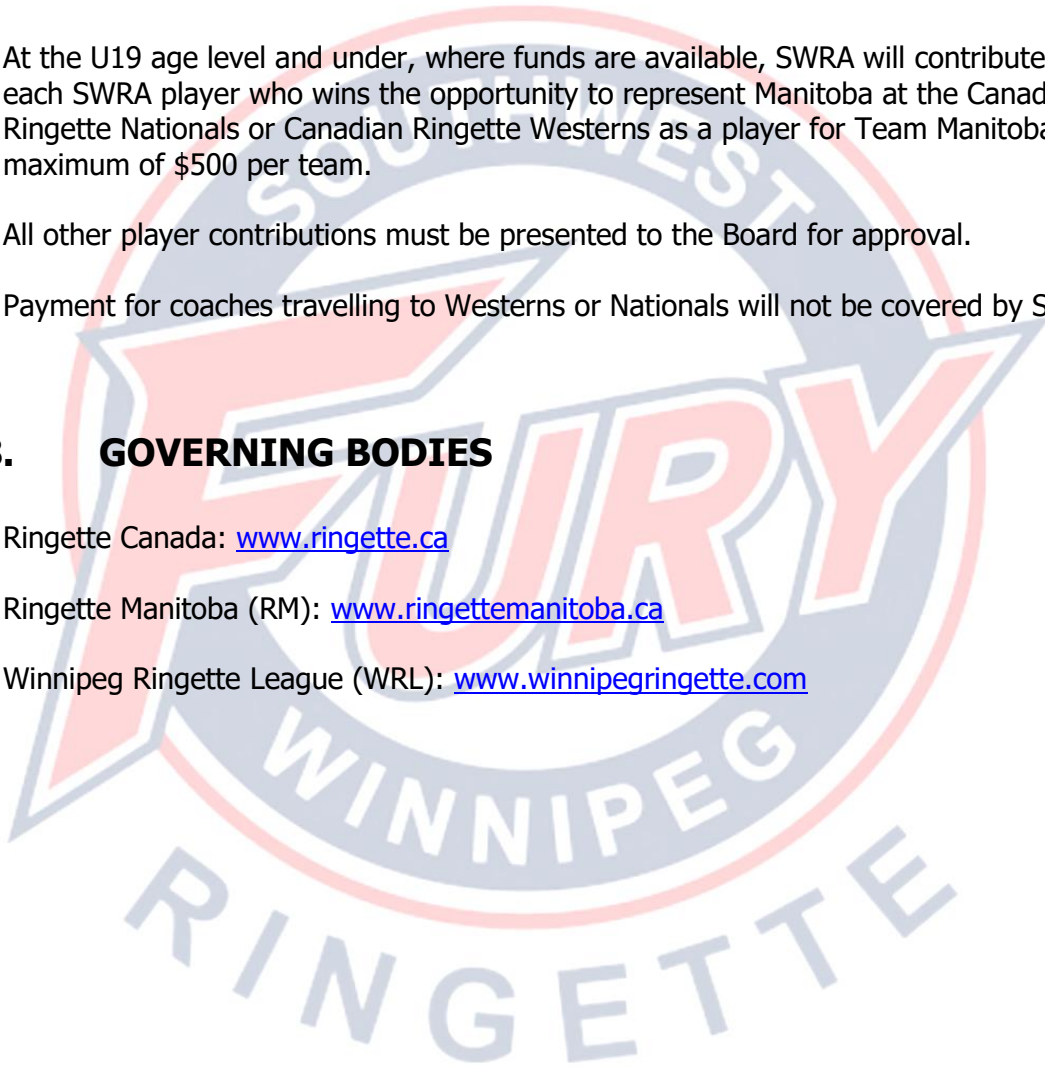 At the U19 age level and under, where funds are available, SWRA will contribute
each SWRA player who wins the opportunity to represent Manitoba at the Canad
Ringette Nationals or Canadian Ringette Westerns as a player for Team Manitoba
maximum of $500 per team.
All other player contributions must be presented to the Board for approval.
Payment for coaches travelling to Westerns or Nationals will not be covered by S
GOVERNING BODIES
Ringette Canada: www.ringette.ca
Ringette Manitoba (RM): www.ringettemanitoba.ca
Winnipeg Ringette League (WRL): www.winnipegringette.com
SOUTHWEST
FURY
WINNIPEG
RINGETTE